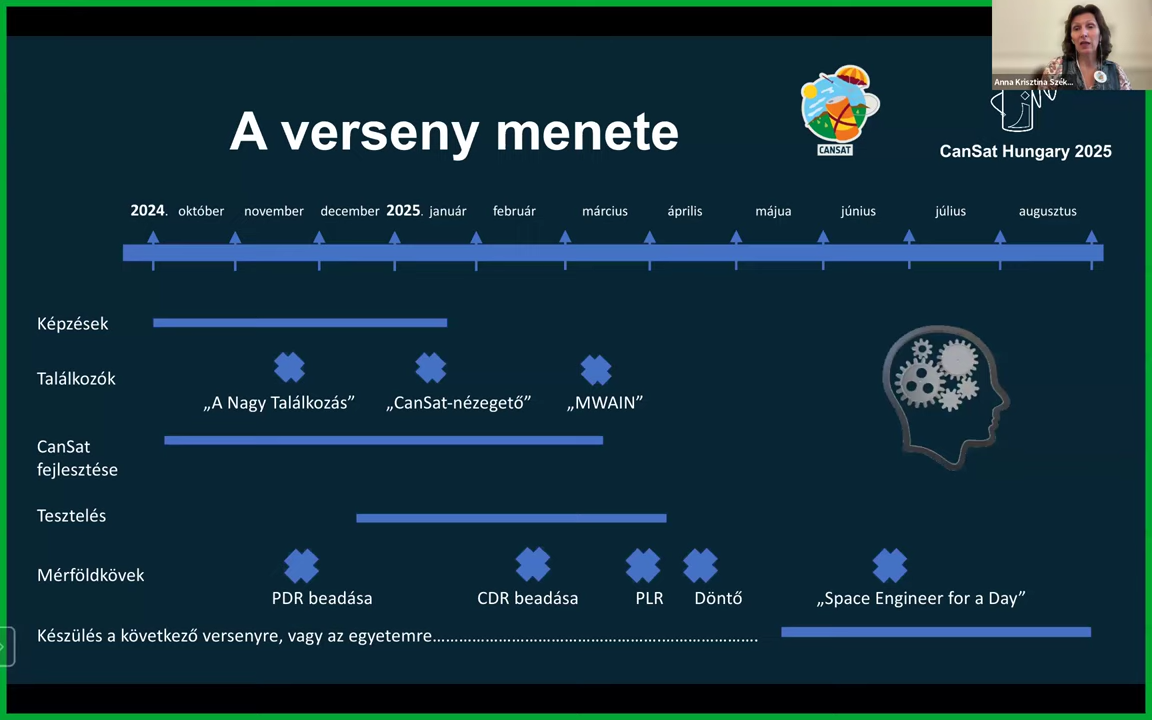 Anna Krisztina Szék...
A verseny menete
CANSAT
CanSat Hungary 2025
2024. október november december 2025. január február március április májua június július augusztus
Képzések
Találkozók
„A Nagy Találkozás” „CanSat-nézegető” „MWAIN”
CanSat
fejlesztése
Tesztelés
Mérföldkövek
PDR beadása CDR beadása PLR Döntő „Space Engineer for a Day”
Készülés a következő versenyre, vagy az egyetemre……………………………………………………….